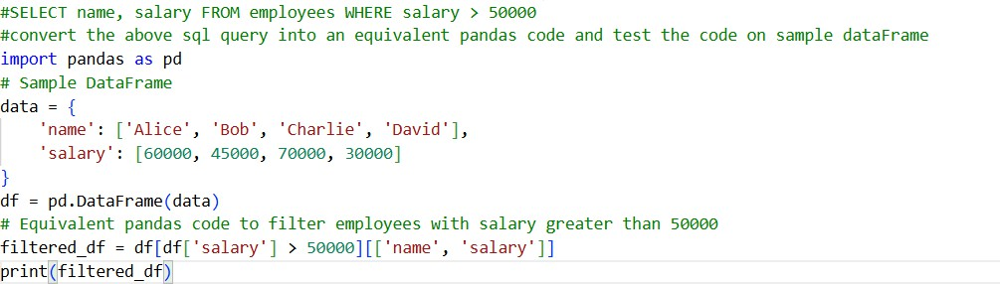 #SELECT name, salary FROM employees WHERE salary > 50000
#convert the above sql query into an equivalent pandas code and test the code on sample dataFrame
import pandas as pd
# Sample DataFrame
data = {
    'name': ['Alice', 'Bob', 'Charlie', 'David'],
    'salary': [60000, 45000, 70000, 30000]
}
df = pd.DataFrame(data)
# Equivalent pandas code to filter employees with salary greater than 50000
filtered_df = df[df['salary'] > 50000][['name', 'salary']]
print(filtered_df)